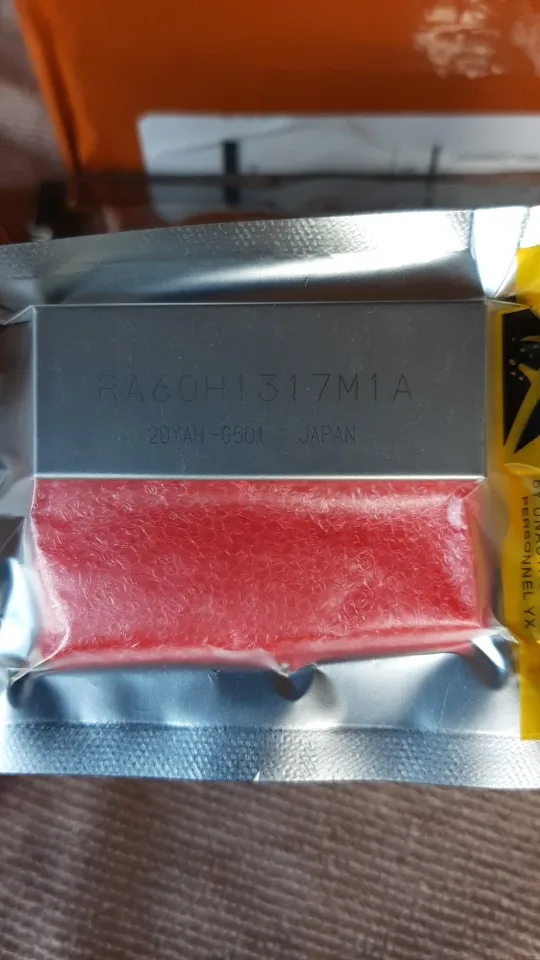 RA60H1317M1A
20YAH-G501 JAPAN
PERSONNEL YX